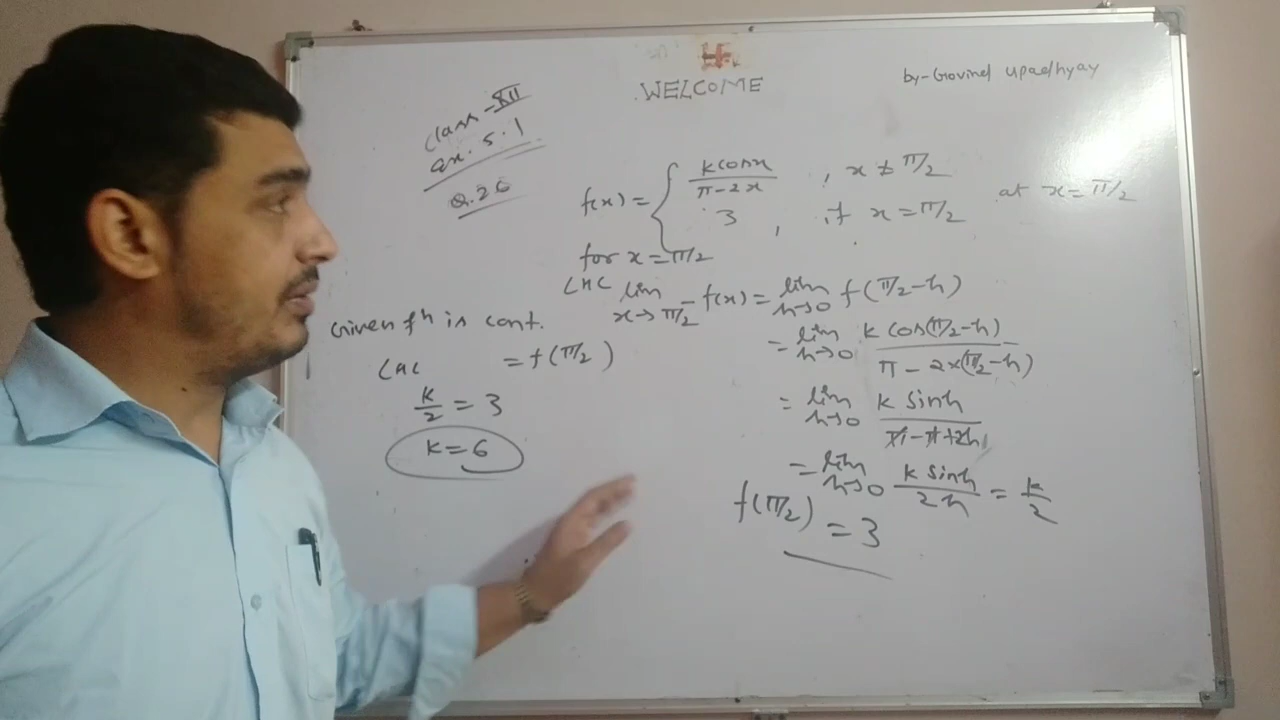 WELCOME
by-Govind Upadhyay
Class-XII
ex. 5.1
Q.26
f(x) = { k cosx / π-2x , x ≠ π/2
3 , if x = π/2
at x = π/2
for x = π/2
LHL lim x→π/2⁻ f(x) = lim h→0 f(π/2-h)
= lim h→0 k cos(π/2-h) / π - 2×(π/2-h)
= lim h→0 k sinh / π-π+2h
= lim h→0 k sinh / 2h = k/2
f(π/2) = 3
Given fⁿ is cont.
LHL = f(π/2)
k/2 = 3
k=6